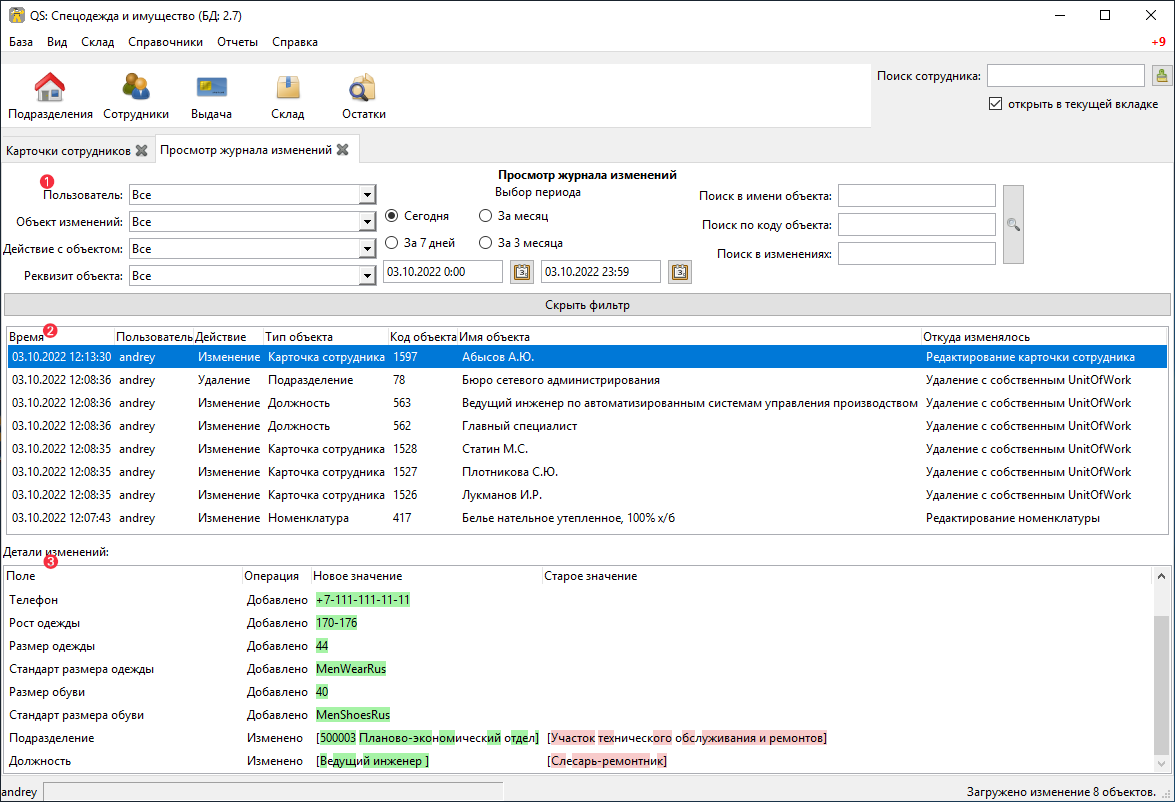 QS: Спецодежда и имущество (БД: 2.7)
База Вид Склад Справочники Отчеты Справка +9
Поиск сотрудника:
открыть в текущей вкладке
Подразделения Сотрудники Выдача Склад Остатки
Карточки сотрудников Просмотр журнала изменений
Просмотр журнала изменений
1
Пользователь: Все
Объект изменений: Все
Действие с объектом: Все
Реквизит объекта: Все
Выбор периода
Сегодня За месяц
За 7 дней За 3 месяца
03.10.2022 0:00 3 03.10.2022 23:59 3
Поиск в имени объекта:
Поиск по коду объекта:
Поиск в изменениях:
Скрыть фильтр
2
Время Пользователь Действие Тип объекта Код объекта Имя объекта Откуда изменялось
03.10.2022 12:13:30 andrey Изменение Карточка сотрудника 1597 Абысов А.Ю. Редактирование карточки сотрудника
03.10.2022 12:08:36 andrey Удаление Подразделение 78 Бюро сетевого администрирования Удаление с собственным UnitOfWork
03.10.2022 12:08:36 andrey Изменение Должность 563 Ведущий инженер по автоматизированным системам управления производством Удаление с собственным UnitOfWork
03.10.2022 12:08:36 andrey Изменение Должность 562 Главный специалист Удаление с собственным UnitOfWork
03.10.2022 12:08:35 andrey Изменение Карточка сотрудника 1528 Статин М.С. Удаление с собственным UnitOfWork
03.10.2022 12:08:35 andrey Изменение Карточка сотрудника 1527 Плотникова С.Ю. Удаление с собственным UnitOfWork
03.10.2022 12:08:35 andrey Изменение Карточка сотрудника 1526 Лукманов И.Р. Удаление с собственным UnitOfWork
03.10.2022 12:07:43 andrey Изменение Номенклатура 417 Белье нательное утепленное, 100% х/б Редактирование номенклатуры
Детали изменений:
3
Поле Операция Новое значение Старое значение
Телефон Добавлено +7-111-111-11-11
Рост одежды Добавлено 170-176
Размер одежды Добавлено 44
Стандарт размера одежды Добавлено MenWearRus
Размер обуви Добавлено 40
Стандарт размера обуви Добавлено MenShoesRus
Подразделение Изменено [500003 Планово-экономический отдел] [Участок технического обслуживания и ремонтов]
Должность Изменено [Ведущий инженер ] [Слесарь-ремонтник]
andrey Загружено изменение 8 объектов.